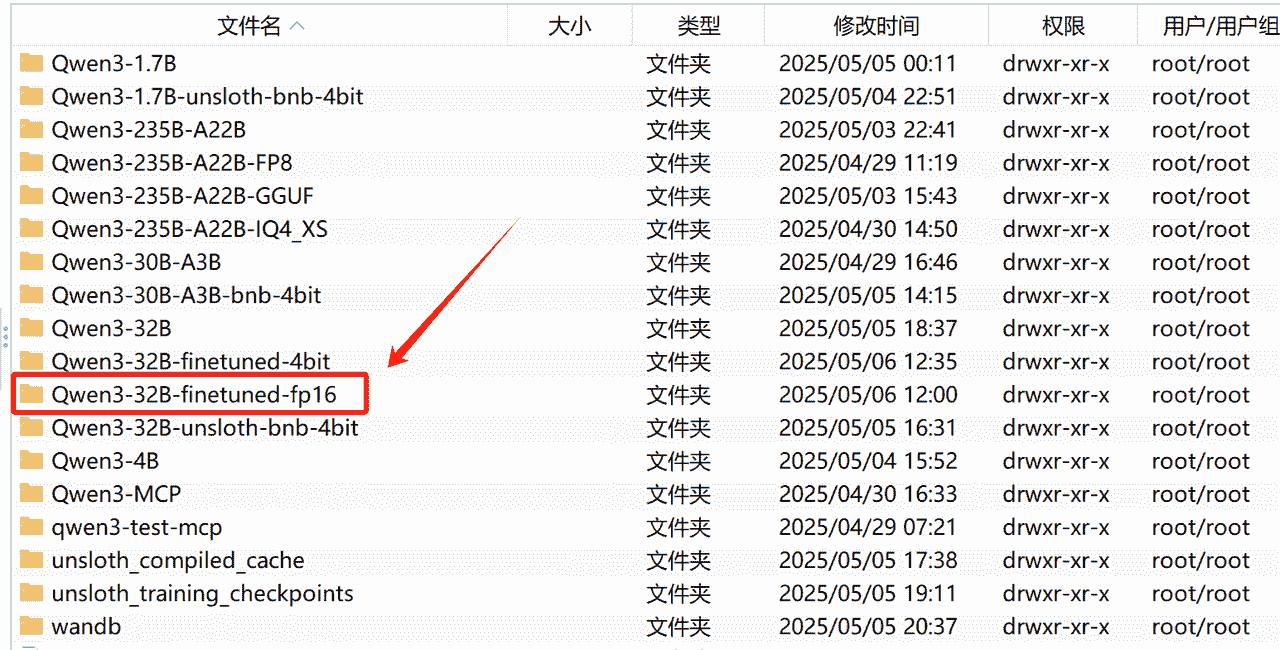 文件名 大小 类型 修改时间 权限 用户/用户组
Qwen3-1.7B 文件夹 2025/05/05 00:11 drwxr-xr-x root/root
Qwen3-1.7B-unsloth-bnb-4bit 文件夹 2025/05/04 22:51 drwxr-xr-x root/root
Qwen3-235B-A22B 文件夹 2025/05/03 22:41 drwxr-xr-x root/root
Qwen3-235B-A22B-FP8 文件夹 2025/04/29 11:19 drwxr-xr-x root/root
Qwen3-235B-A22B-GGUF 文件夹 2025/05/03 15:43 drwxr-xr-x root/root
Qwen3-235B-A22B-IQ4_XS 文件夹 2025/04/30 14:50 drwxr-xr-x root/root
Qwen3-30B-A3B 文件夹 2025/04/29 16:46 drwxr-xr-x root/root
Qwen3-30B-A3B-bnb-4bit 文件夹 2025/05/05 14:15 drwxr-xr-x root/root
Qwen3-32B 文件夹 2025/05/05 18:37 drwxr-xr-x root/root
Qwen3-32B-finetuned-4bit 文件夹 2025/05/06 12:35 drwxr-xr-x root/root
Qwen3-32B-finetuned-fp16 文件夹 2025/05/06 12:00 drwxr-xr-x root/root
Qwen3-32B-unsloth-bnb-4bit 文件夹 2025/05/05 16:31 drwxr-xr-x root/root
Qwen3-4B 文件夹 2025/05/04 15:52 drwxr-xr-x root/root
Qwen3-MCP 文件夹 2025/04/30 16:33 drwxr-xr-x root/root
qwen3-test-mcp 文件夹 2025/04/29 07:21 drwxr-xr-x root/root
unsloth_compiled_cache 文件夹 2025/05/05 17:38 drwxr-xr-x root/root
unsloth_training_checkpoints 文件夹 2025/05/05 19:11 drwxr-xr-x root/root
wandb 文件夹 2025/05/05 20:37 drwxr-xr-x root/root